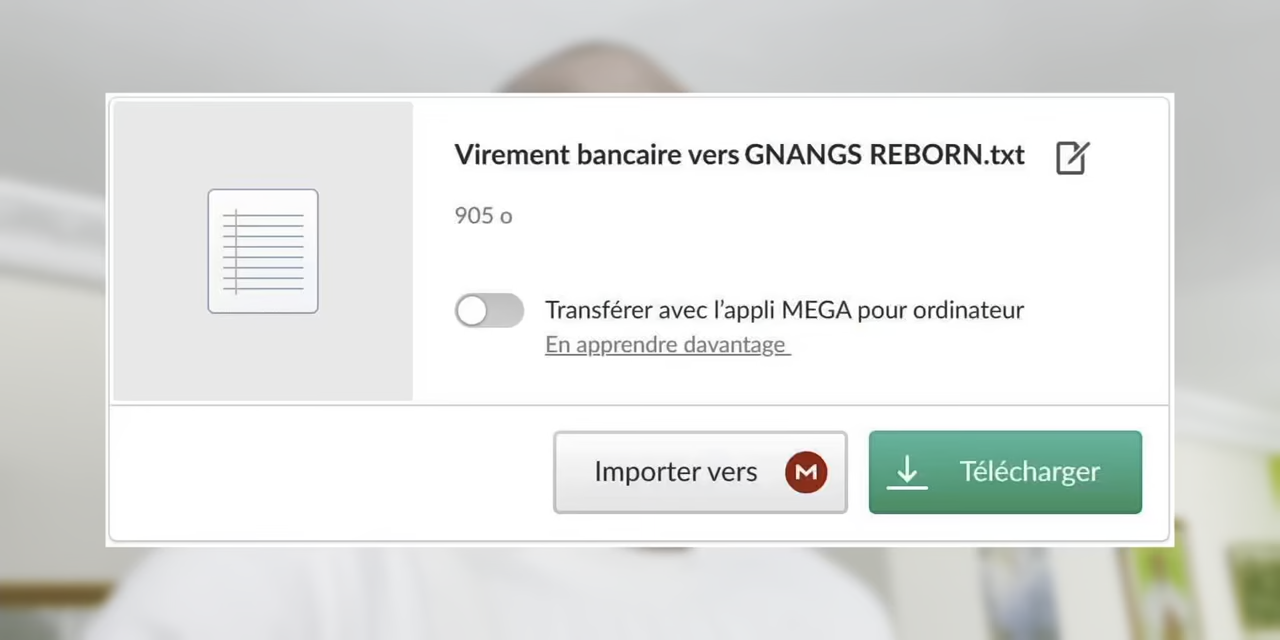 Virement bancaire vers GNANGS REBORN.txt
905 o
Transférer avec l’appli MEGA pour ordinateur
En apprendre davantage
Importer vers M
Télécharger